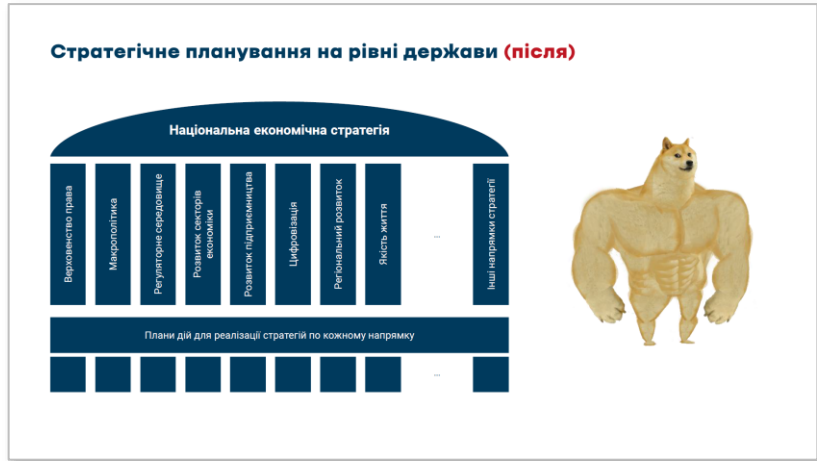 Стратегічне планування на рівні держави (після)
Національна економічна стратегія
Верховенство права
Макрополітика
Регуляторне середовище
Розвиток секторів
економіки
Розвиток підприємництва
Цифровізація
Регіональний розвиток
Якість життя
...
Інші напрямки стратегії
Плани дій для реалізації стратегій по кожному напрямку
...